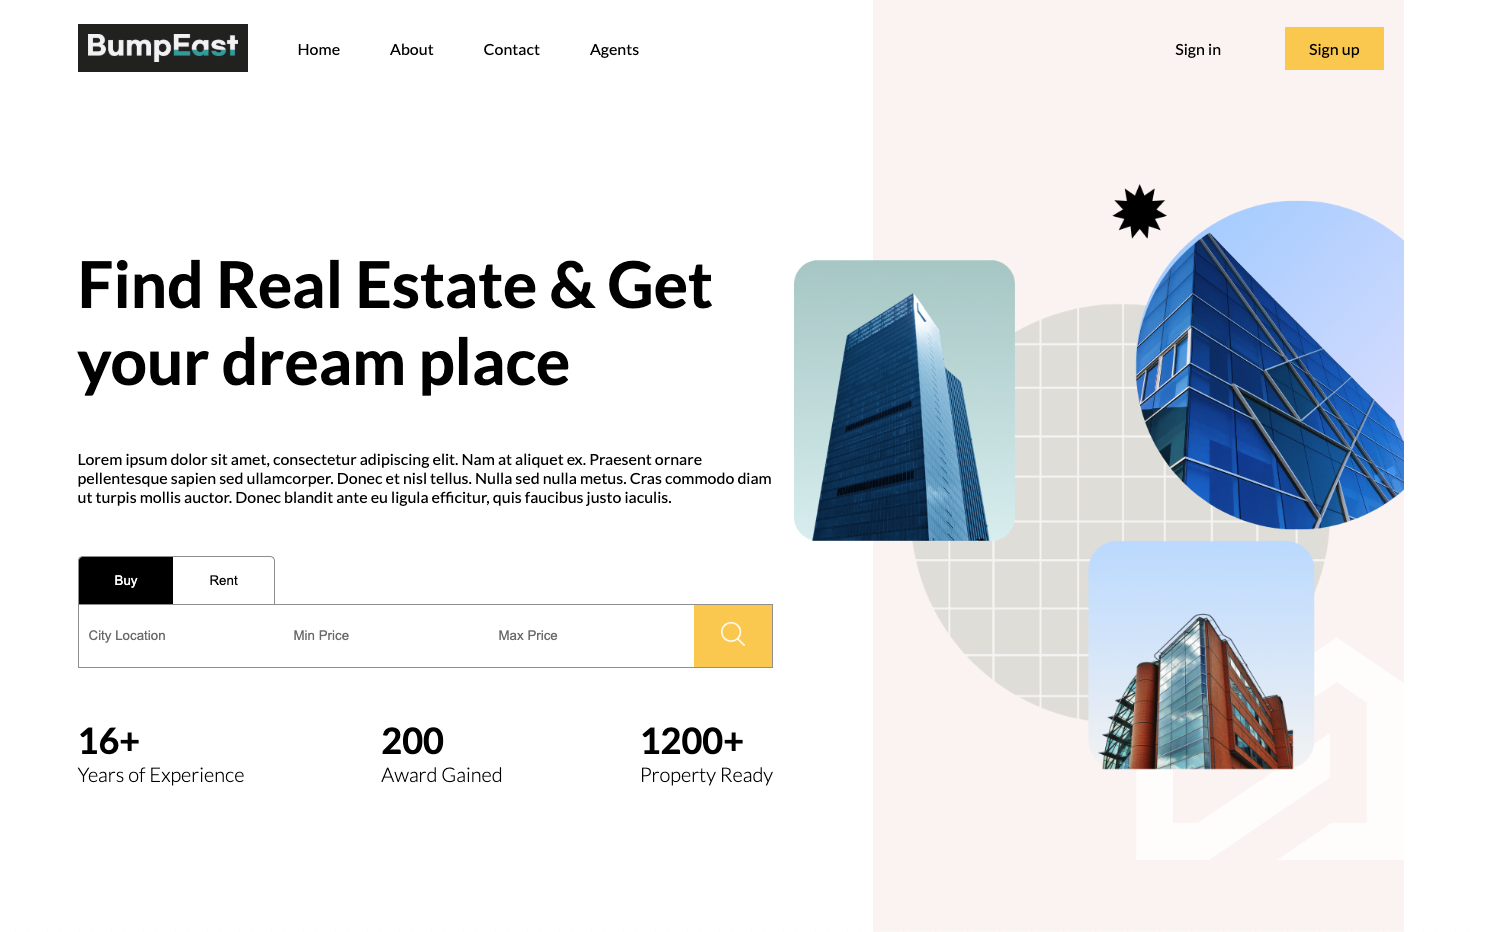 BumpEast
Home
About
Contact
Agents
Sign in
Sign up
Find Real Estate & Get
your dream place
Lorem ipsum dolor sit amet, consectetur adipiscing elit. Nam at aliquet ex. Praesent ornare
pellentesque sapien sed ullamcorper. Donec et nisl tellus. Nulla sed nulla metus. Cras commodo diam
ut turpis mollis auctor. Donec blandit ante eu ligula efficitur, quis faucibus justo iaculis.
Buy
Rent
City Location
Min Price
Max Price
16+
Years of Experience
200
Award Gained
1200+
Property Ready